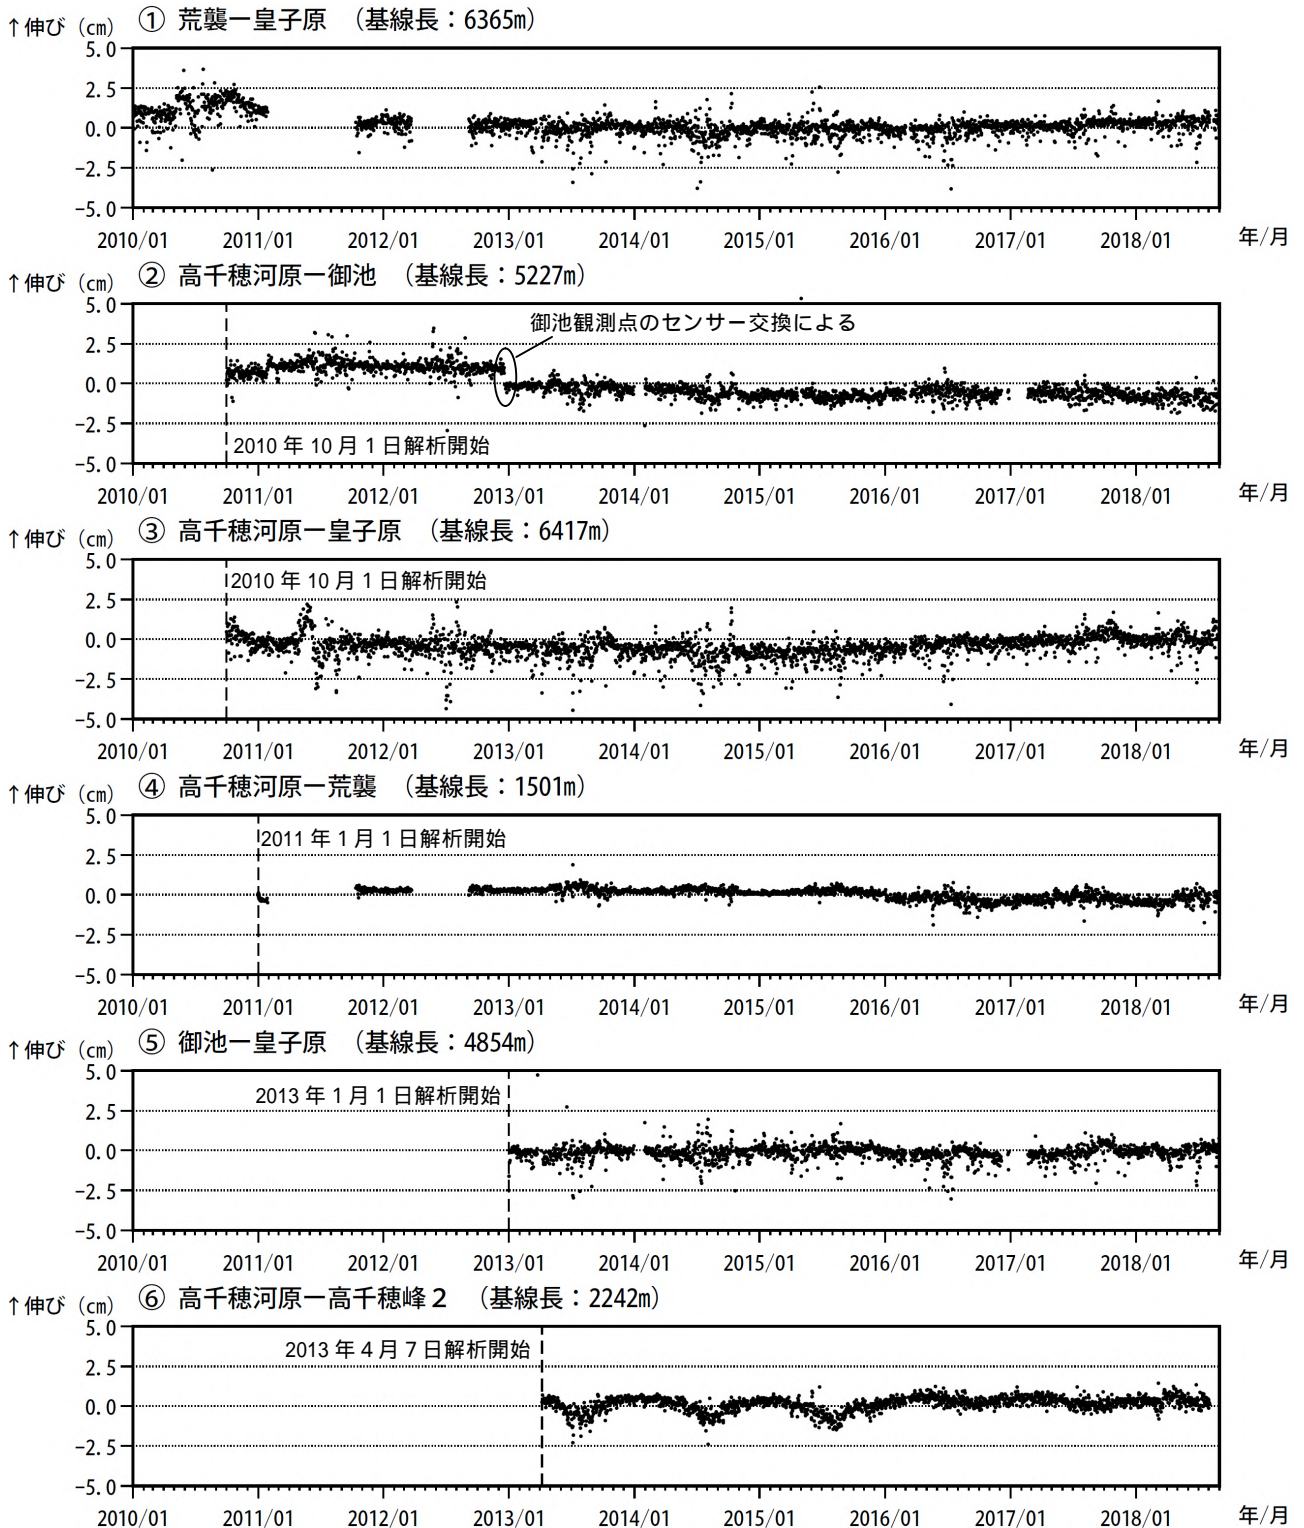 ↑伸び（cm） ① 荒襲ー皇子原　（基線長：6365m）
5.0
2.5
0.0
−2.5
−5.0
2010/01 2011/01 2012/01 2013/01 2014/01 2015/01 2016/01 2017/01 2018/01 年/月
↑伸び（cm） ② 高千穂河原ー御池　（基線長：5227m）
5.0
御池観測点のセンサー交換による
2.5
0.0
−2.5
2010 年 10 月 1 日解析開始
−5.0
2010/01 2011/01 2012/01 2013/01 2014/01 2015/01 2016/01 2017/01 2018/01 年/月
↑伸び（cm） ③ 高千穂河原ー皇子原　（基線長：6417m）
5.0
2010 年 10 月 1 日解析開始
2.5
0.0
−2.5
−5.0
2010/01 2011/01 2012/01 2013/01 2014/01 2015/01 2016/01 2017/01 2018/01 年/月
↑伸び（cm） ④ 高千穂河原ー荒襲　（基線長：1501m）
5.0
2011 年 1 月 1 日解析開始
2.5
0.0
−2.5
−5.0
2010/01 2011/01 2012/01 2013/01 2014/01 2015/01 2016/01 2017/01 2018/01 年/月
↑伸び（cm） ⑤ 御池ー皇子原　（基線長：4854m）
5.0
2013 年 1 月 1 日解析開始
2.5
0.0
−2.5
−5.0
2010/01 2011/01 2012/01 2013/01 2014/01 2015/01 2016/01 2017/01 2018/01 年/月
↑伸び（cm） ⑥ 高千穂河原ー高千穂峰２　（基線長：2242m）
5.0
2013 年 4 月 7 日解析開始
2.5
0.0
−2.5
−5.0
2010/01 2011/01 2012/01 2013/01 2014/01 2015/01 2016/01 2017/01 2018/01 年/月